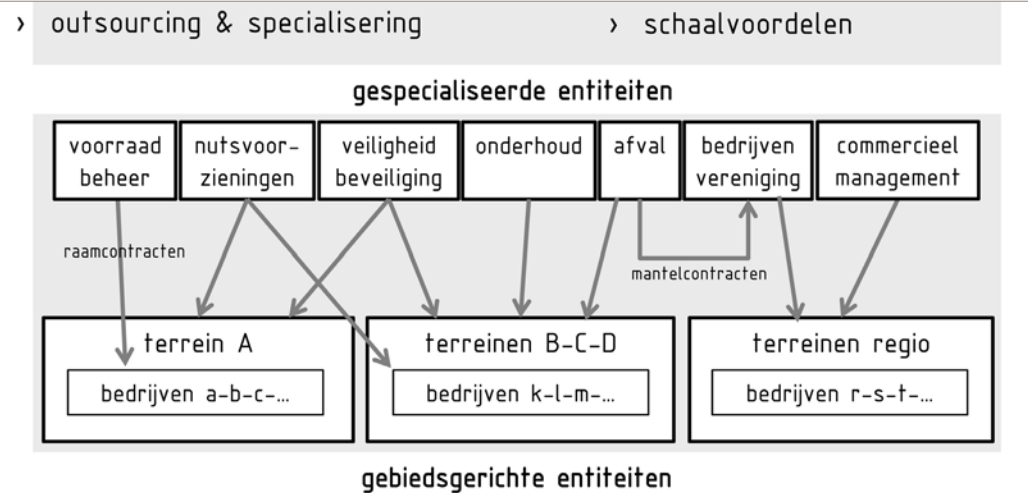 › outsourcing & specialisering
› schaalvoordelen
gespecialiseerde entiteiten
voorraad
beheer
nutsvoor-
zieningen
veiligheid
beveiliging
onderhoud
afval
bedrijven
vereniging
commercieel
management
raamcontracten
mantelcontracten
terrein A
bedrijven a-b-c-...
terreinen B-C-D
bedrijven k-l-m-...
terreinen regio
bedrijven r-s-t-...
gebiedsgerichte entiteiten